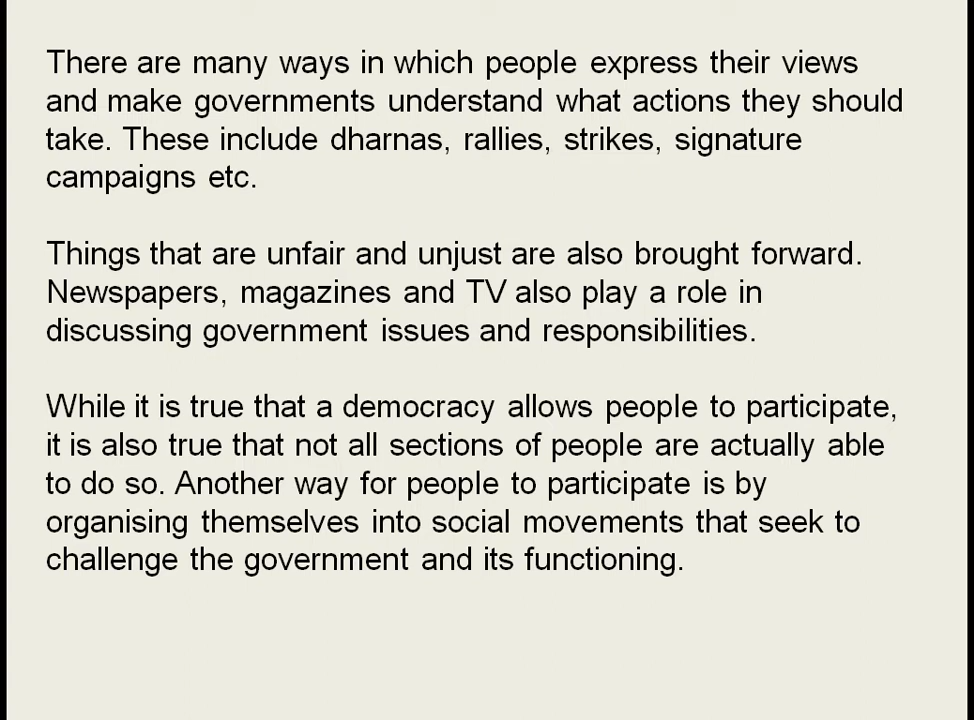 There are many ways in which people express their views
and make governments understand what actions they should
take. These include dharnas, rallies, strikes, signature
campaigns etc.
Things that are unfair and unjust are also brought forward.
Newspapers, magazines and TV also play a role in
discussing government issues and responsibilities.
While it is true that a democracy allows people to participate,
it is also true that not all sections of people are actually able
to do so. Another way for people to participate is by
organising themselves into social movements that seek to
challenge the government and its functioning.